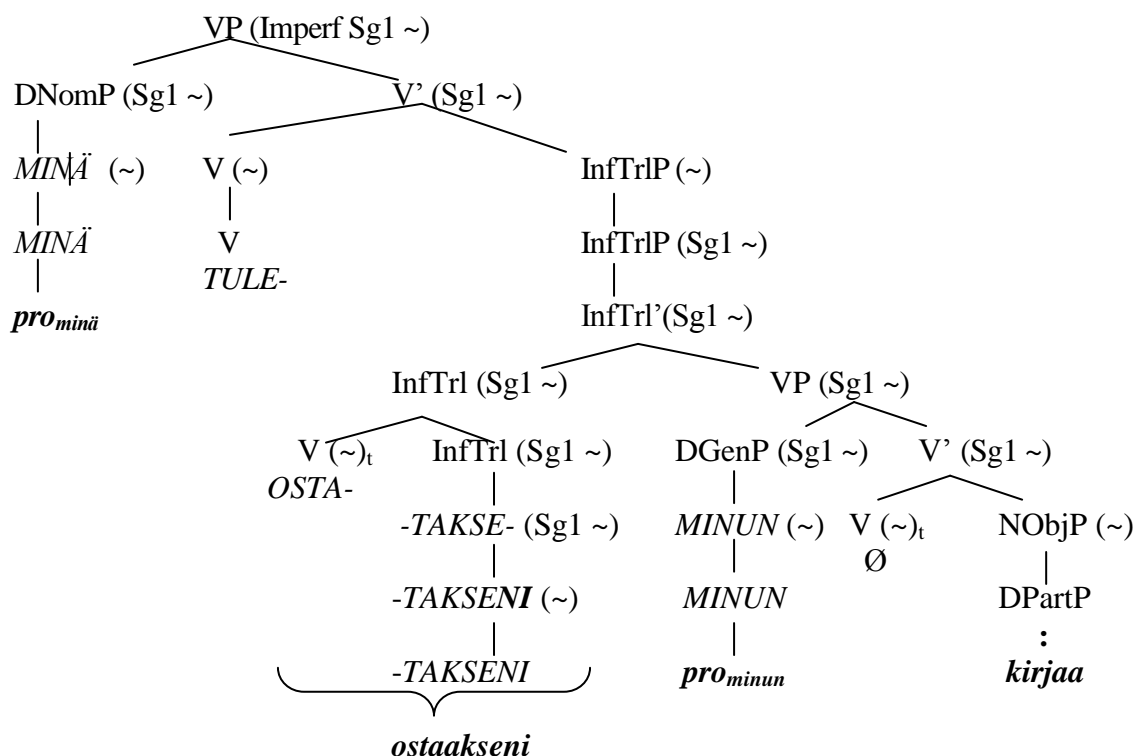 VP (Imperf Sg1 ~)
DNomP (Sg1 ~) V’ (Sg1 ~)
MINÄ (~) V (~) InfTrlP (~)
MINÄ V InfTrlP (Sg1 ~)
TULE-
pro minä InfTrl’(Sg1 ~)
InfTrl (Sg1 ~) VP (Sg1 ~)
V (~)t InfTrl (Sg1 ~) DGenP (Sg1 ~) V’ (Sg1 ~)
OSTA-
-TAKSE- (Sg1 ~) MINUN (~) V (~)t NObjP (~)
Ø
-TAKSENI (~) MINUN DPartP
:
-TAKSENI pro minun kirjaa
ostaakseni